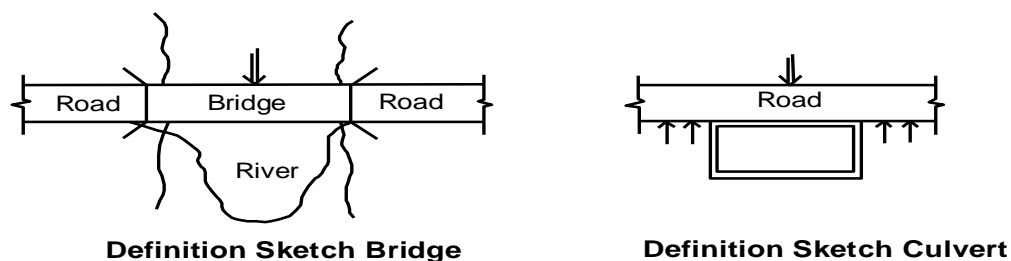 Road Bridge Road
River
Definition Sketch Bridge
Road
Definition Sketch Culvert